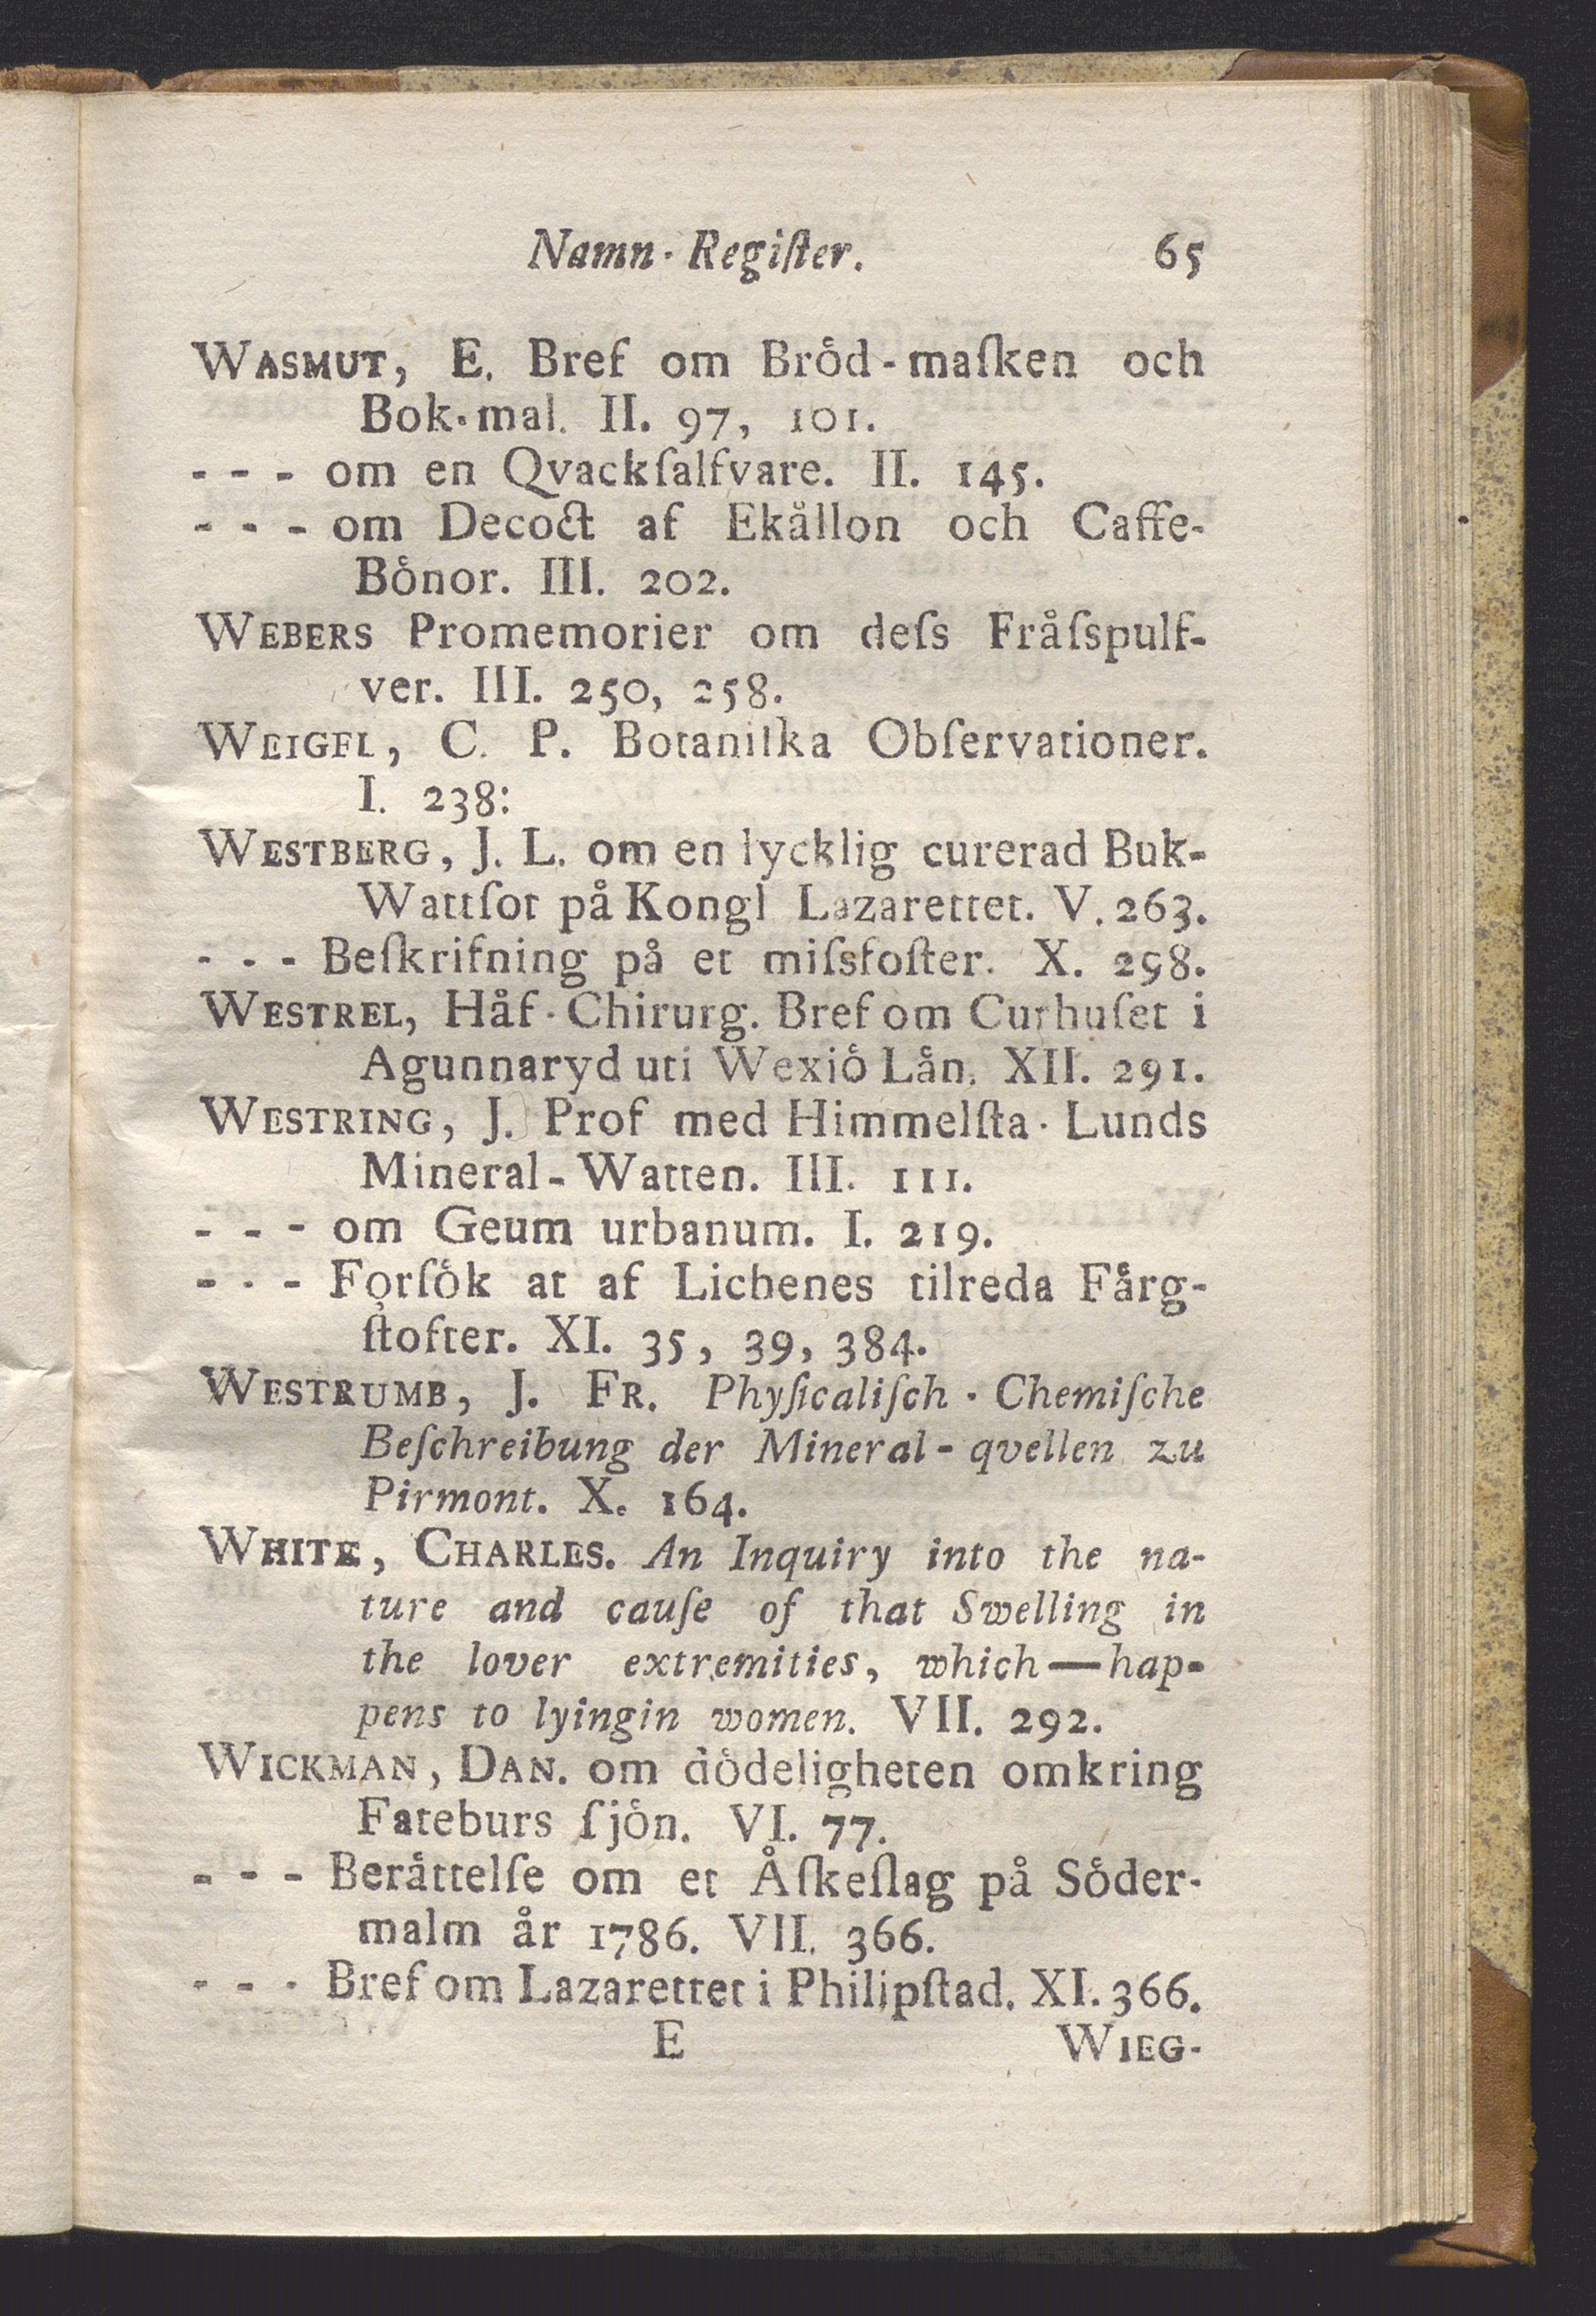 Namn-Regiſter. 65
WASMUT, E. Bref om Bröd-maſken och
Bok-mal. II. 97, 101.
- - - om en Qvackſalfvare. II. 145.
- - - om Decoct af Ekållon och Caffe-
Bönor. III. 202.
WEBERS Promemorier om deſs Fråſspulf-
ver. III. 250, 258.
WEIGEL, C. P. Botaniſka Obſervationer.
I. 238:
WESTBERG, J. L. om en lycklig curerad Buk-
Wattſot på Kongl Lazarettet. V. 263.
- - - Beſkrifning på et miſsfoſter. X. 298.
WESTREL, Håf-Chirurg. Bref om Curhuſet i
Agunnaryd uti Wexiö Län. XII. 291.
WESTRING, J. Prof med Himmelſta-Lunds
Mineral-Watten. III. 111.
- - - om Geum urbanum. I. 219.
- - - Forſök at af Lichenes tilreda Färg-
ſtofter. XI. 35, 39, 384.
WESTRUMB, J. FR. Phyſicaliſch-Chemiſche
Beſchreibung der Mineral-qvellen zu
Pirmont. X. 164.
WHITE, CHARLES. An Inquiry into the na-
ture and cauſe of that Swelling in
the lover extremities, which—hap-
pens to lyingin women. VII. 292.
WICKMAN, DAN. om dödeligheten omkring
Fateburs ſjön. VI. 77.
- - - Berättelſe om et Åſkeſlag på Söder-
malm år 1786. VII. 366.
- - - Bref om Lazarettet i Philipſtad. XI. 366.
E WIEG-